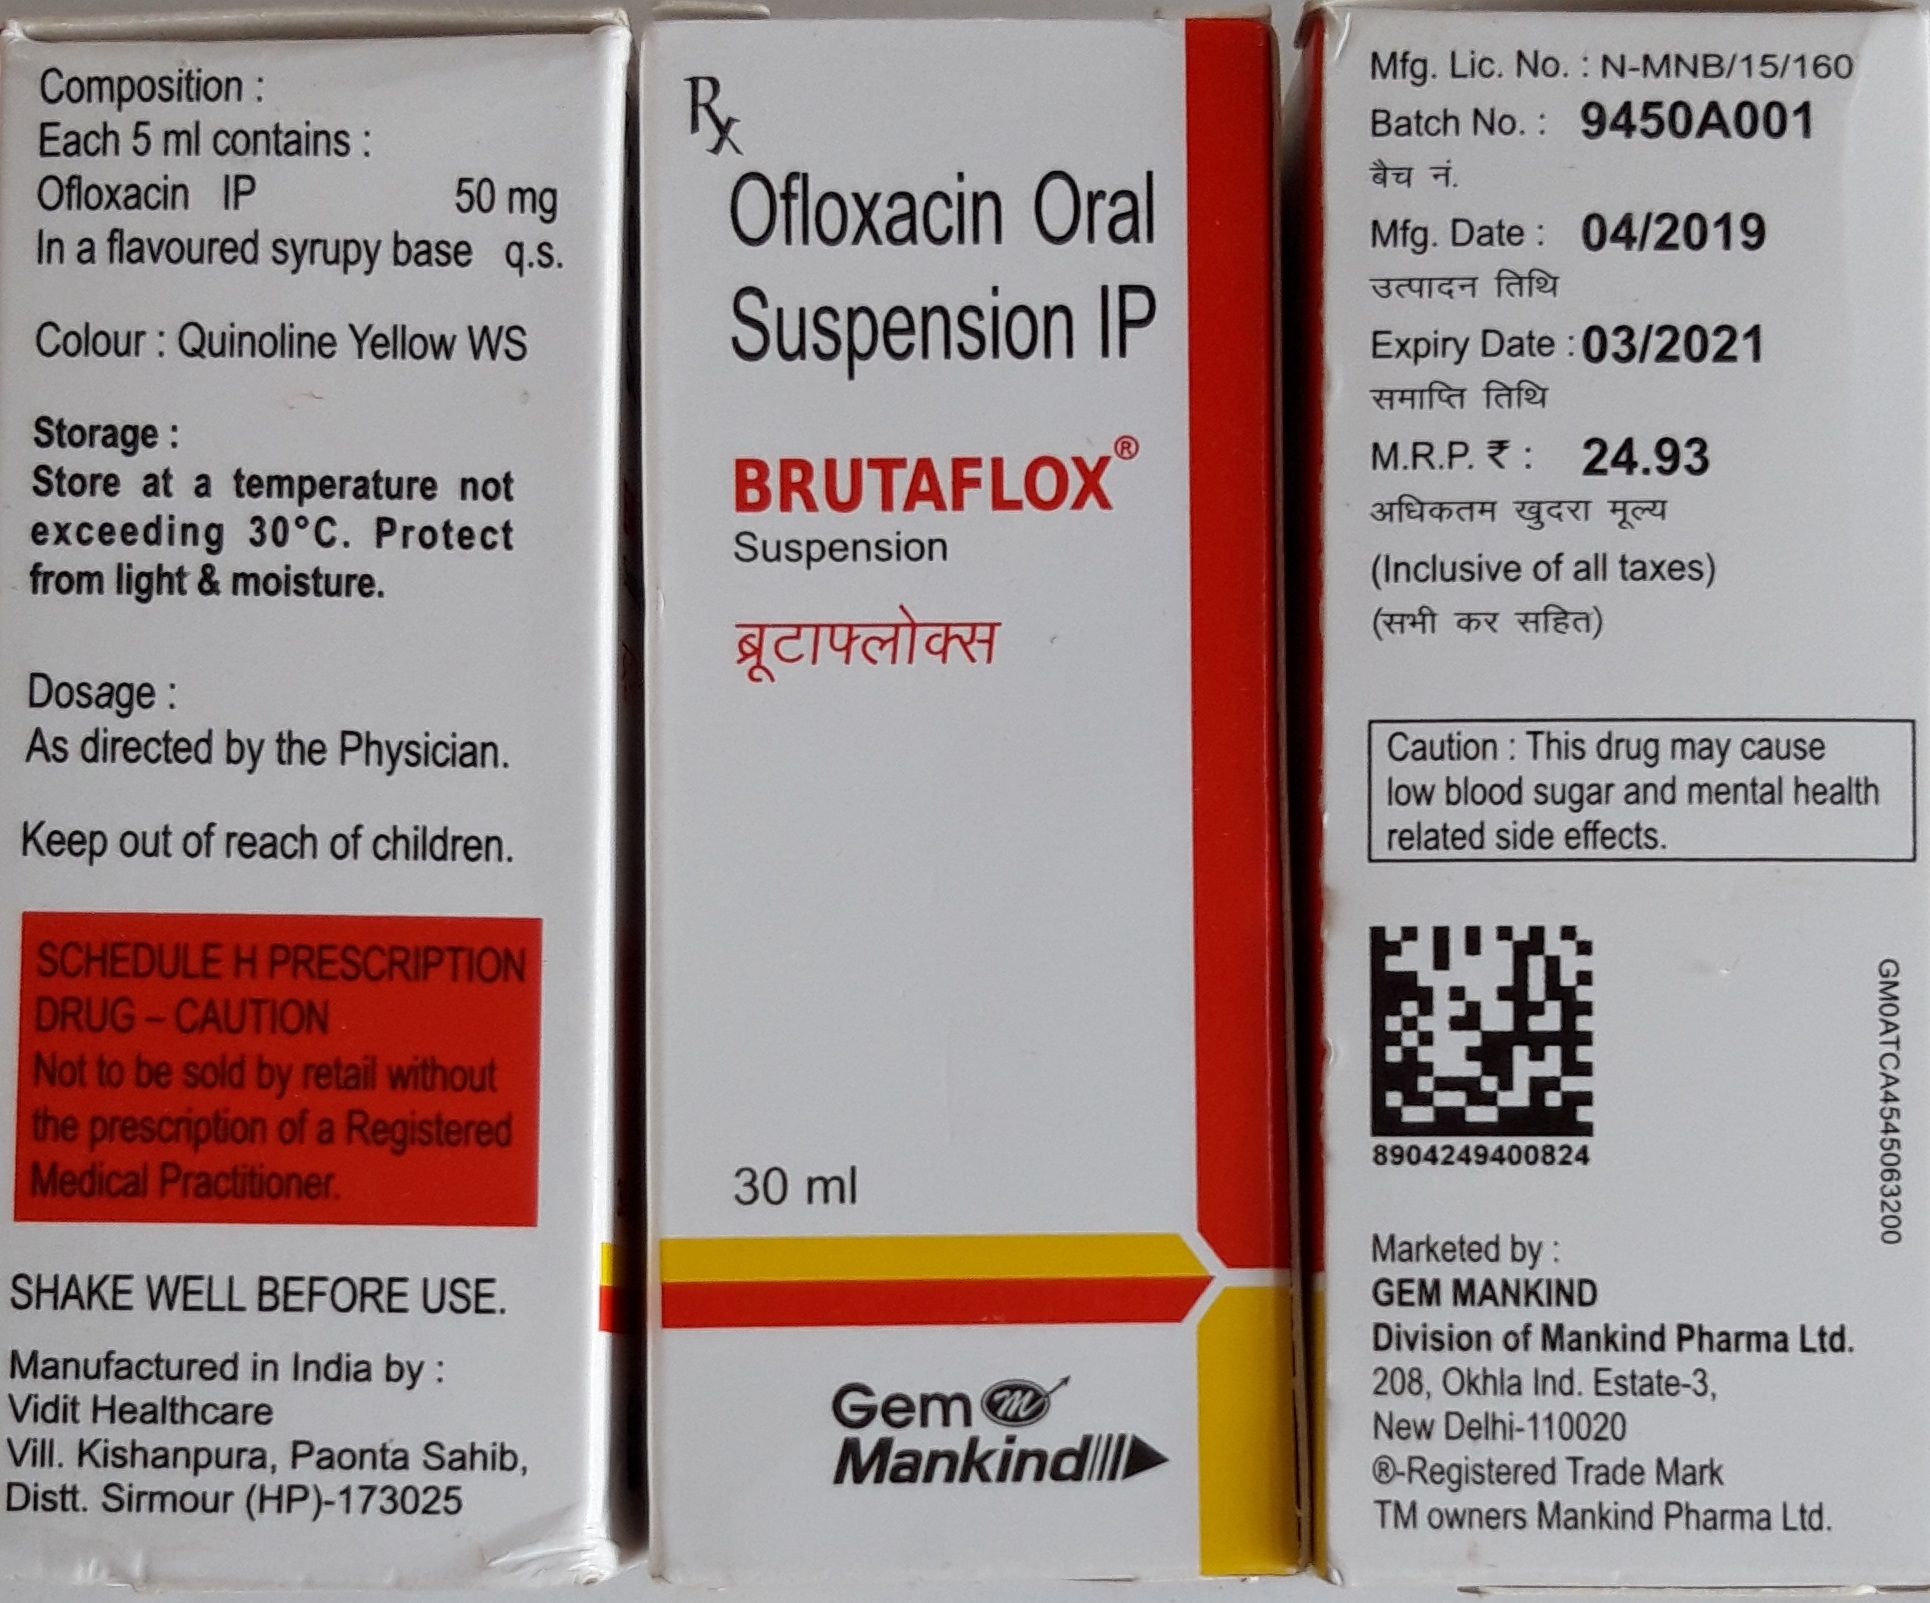 Composition :
Each 5 ml contains :
Ofloxacin IP 50 mg
In a flavoured syrupy base q.s.
Colour : Quinoline Yellow WS
Storage :
Store at a temperature not
exceeding 30°C. Protect
from light & moisture.
Dosage :
As directed by the Physician.
Keep out of reach of children.
SCHEDULE H PRESCRIPTION
DRUG – CAUTION
Not to be sold by retail without
the prescription of a Registered
Medical Practitioner.
SHAKE WELL BEFORE USE.
Manufactured in India by :
Vidit Healthcare
Vill. Kishanpura, Paonta Sahib,
Distt. Sirmour (HP)-173025
Rx
Ofloxacin Oral
Suspension IP
BRUTAFLOX®
Suspension
ब्रूटाफ्लोक्स
30 ml
Gem
Mankind
Mfg. Lic. No. : N-MNB/15/160
Batch No. : 9450A001
बैच नं.
Mfg. Date : 04/2019
उत्पादन तिथि
Expiry Date : 03/2021
समाप्ति तिथि
M.R.P. ₹ : 24.93
अधिकतम खुदरा मूल्य
(Inclusive of all taxes)
(सभी कर सहित)
Caution : This drug may cause
low blood sugar and mental health
related side effects.
8904249400824
GM0ATCA4545063200
Marketed by :
GEM MANKIND
Division of Mankind Pharma Ltd.
208, Okhla Ind. Estate-3,
New Delhi-110020
®-Registered Trade Mark
TM owners Mankind Pharma Ltd.